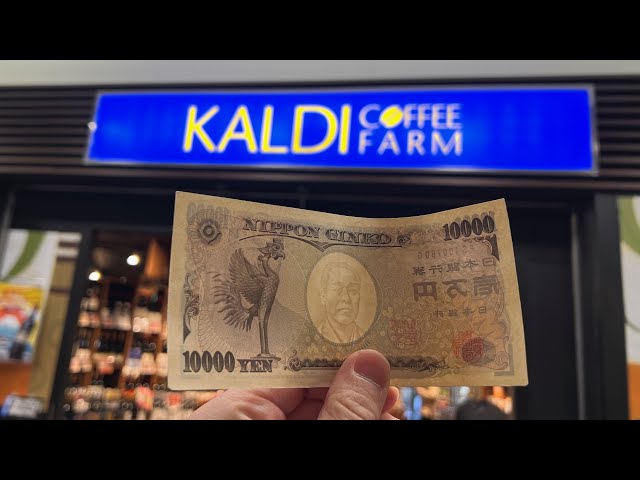 KALDI COFFEE
FARM
NIPPON GINKO
10000
日本銀行券
壱万円
日本銀行
10000 YEN